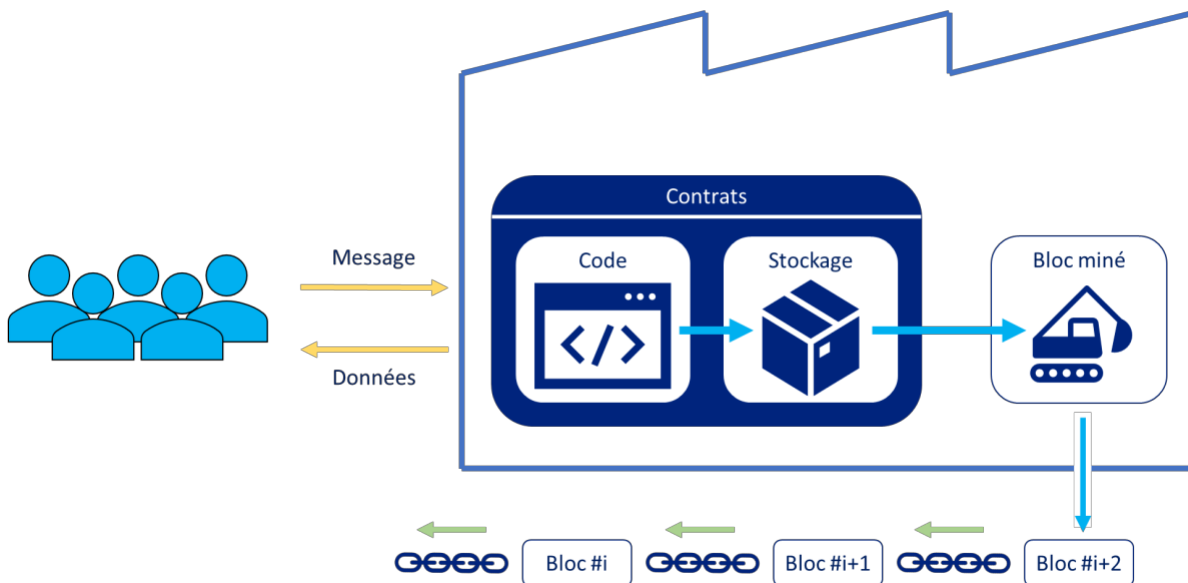 Contrats
Message
Données
Code
Stockage
</>
Bloc miné
Bloc #i
Bloc #i+1
Bloc #i+2